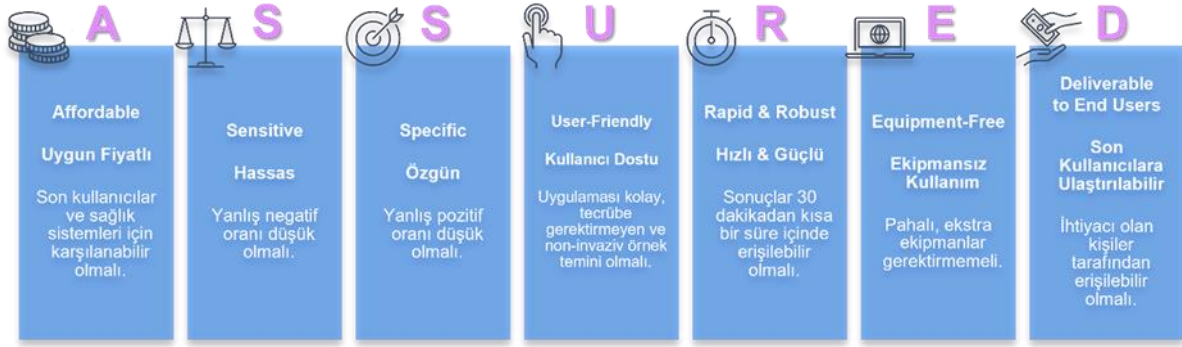 A
Affordable
Uygun Fiyatlı
Son kullanıcılar
ve sağlık
sistemleri için
karşılanabilir
olmalı.
S
Sensitive
Hassas
Yanlış negatif
oranı düşük
olmalı.
S
Specific
Özgün
Yanlış pozitif
oranı düşük
olmalı.
U
User-Friendly
Kullanıcı Dostu
Uygulaması kolay,
tecrübe
gerektirmeyen ve
non-invaziv örnek
temini olmalı.
R
Rapid & Robust
Hızlı & Güçlü
Sonuçlar 30
dakikadan kısa
bir süre içinde
erişilebilir
olmalı.
E
Equipment-Free
Ekipmansız
Kullanım
Pahalı, ekstra
ekipmanlar
gerektirmemeli.
D
Deliverable
to End Users
Son
Kullanıcılara
Ulaştırılabilir
İhtiyacı olan
kişiler
tarafından
erişilebilir
olmalı.